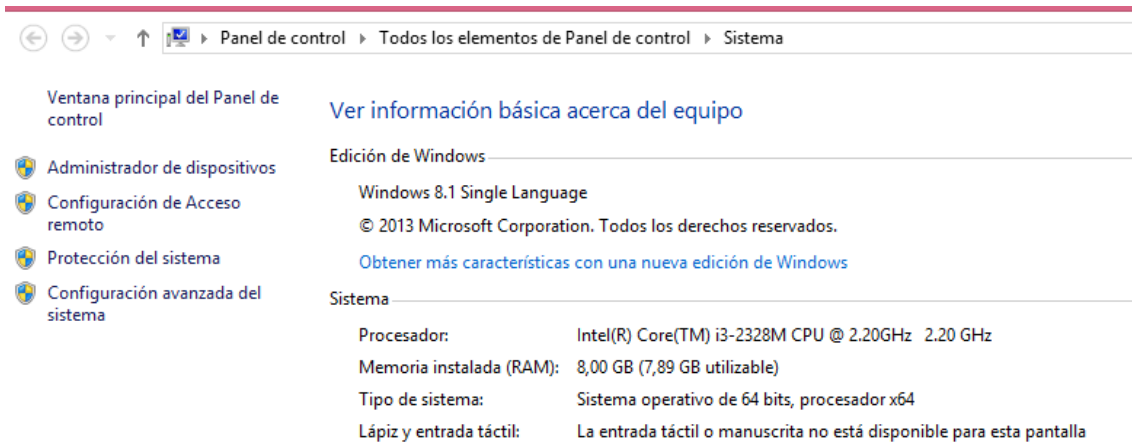 Panel de control Todos los elementos de Panel de control Sistema
Ventana principal del Panel de
control
Administrador de dispositivos
Configuración de Acceso
remoto
Protección del sistema
Configuración avanzada del
sistema
Ver información básica acerca del equipo
Edición de Windows
Windows 8.1 Single Language
© 2013 Microsoft Corporation. Todos los derechos reservados.
Obtener más características con una nueva edición de Windows
Sistema
Procesador: Intel(R) Core(TM) i3-2328M CPU @ 2.20GHz 2.20 GHz
Memoria instalada (RAM): 8,00 GB (7,89 GB utilizable)
Tipo de sistema: Sistema operativo de 64 bits, procesador x64
Lápiz y entrada táctil: La entrada táctil o manuscrita no está disponible para esta pantalla